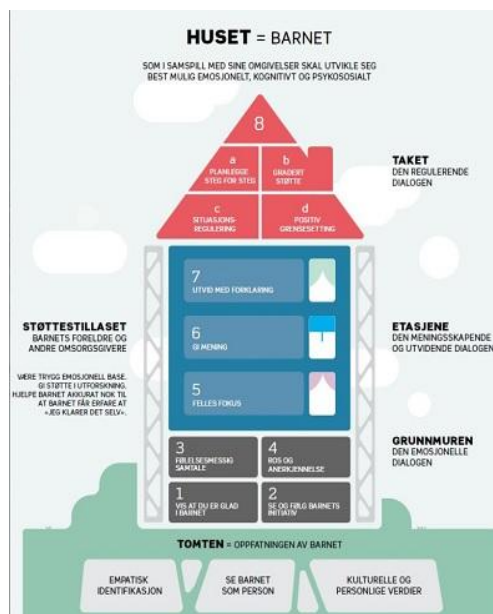 HUSET = BARNET
SOM I SAMSPILL MED SINE OMGIVELSER SKAL UTVIKLE SEG
BEST MULIG EMOSJONELT, KOGNITIVT OG PSYKOSOSIALT
8
a
PLANLEGGE
STEG FOR STEG
b
GRADERT
STØTTE
c
SITUASJONS-
REGULERING
d
POSITIV
GRENSESETTING
TAKET
DEN REGULERENDE
DIALOGEN
7
UTVID MED FORKLARING
6
GI MENING
5
FELLES FOKUS
STØTTESTILLASET
BARNETS FORELDRE OG
ANDRE OMSORGSGIVERE
VÆRE TRYGG EMOSJONELL BASE.
GI STØTTE I UTFORSKNING.
HJELPE BARNET AKKURAT NOK TIL
AT BARNET FÅR ERFARE AT
«JEG KLARER DET SELV».
ETASJENE
DEN MENINGSSKAPENDE
OG UTVIDENDE DIALOGEN
3
FØLELSESMESSIG
SAMTALE
4
ROS OG
ANERKJENNELSE
1
VIS AT DU ER GLAD
I BARNET
2
SE OG FØLG BARNETS
INITIATIV
GRUNNMUREN
DEN EMOSJONELLE
DIALOGEN
TOMTEN = OPPFATNINGEN AV BARNET
EMPATISK
IDENTIFIKASJON
SE BARNET
SOM PERSON
KULTURELLE OG
PERSONLIGE VERDIER